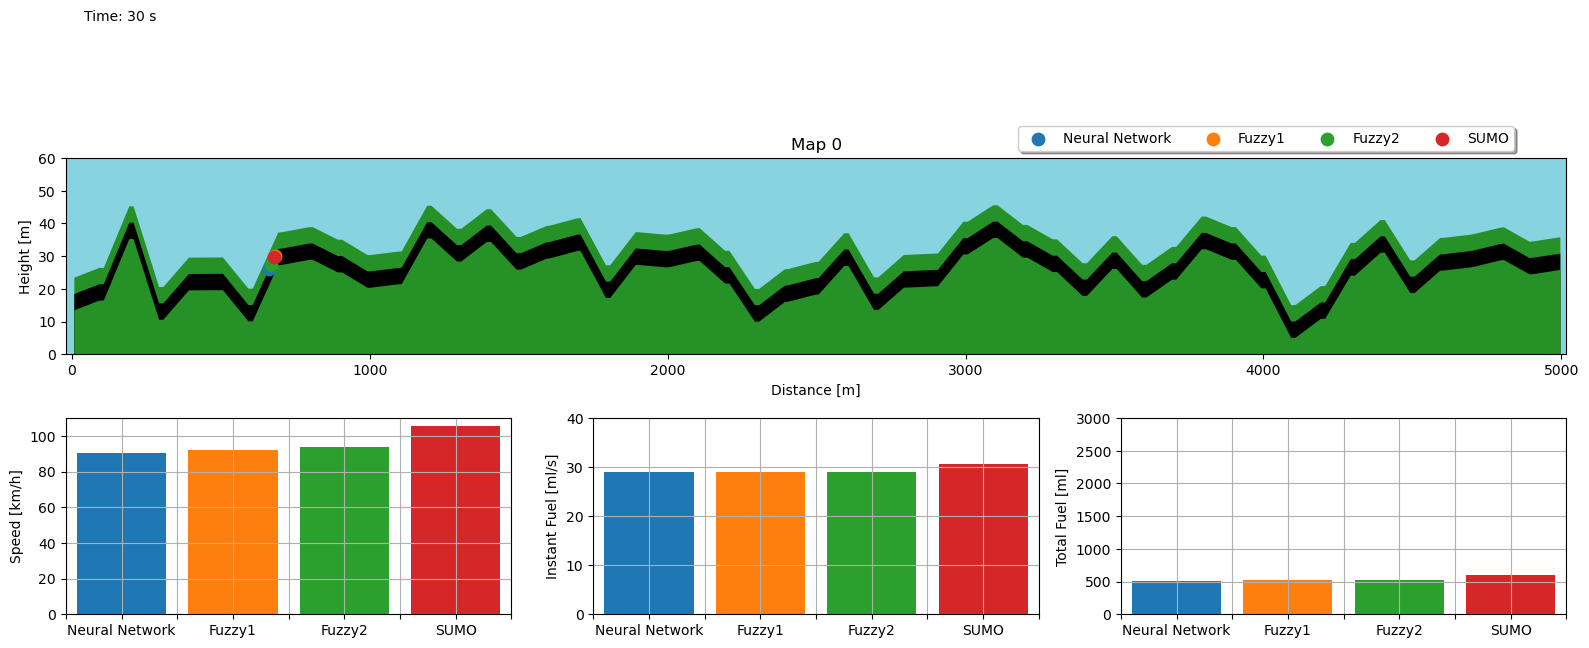 Time: 30 s
Map 0
Neural Network Fuzzy1 Fuzzy2 SUMO
Height [m]
60
50
40
30
20
10
0
0 1000 2000 3000 4000 5000
Distance [m]
Speed [km/h]
100
80
60
40
20
0
Neural Network Fuzzy1 Fuzzy2 SUMO
Instant Fuel [ml/s]
40
30
20
10
0
Neural Network Fuzzy1 Fuzzy2 SUMO
Total Fuel [ml]
3000
2500
2000
1500
1000
500
0
Neural Network Fuzzy1 Fuzzy2 SUMO